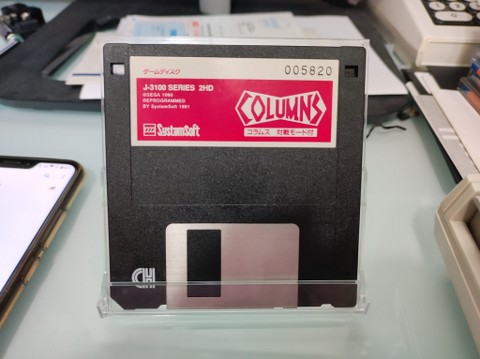 ゲームディスク
005820
J-3100 SERIES 2HD
©SEGA 1990
REPROGRAMMED
BY SystemSoft 1991
COLUMNS
SystemSoft
コラムス 対戦モード付